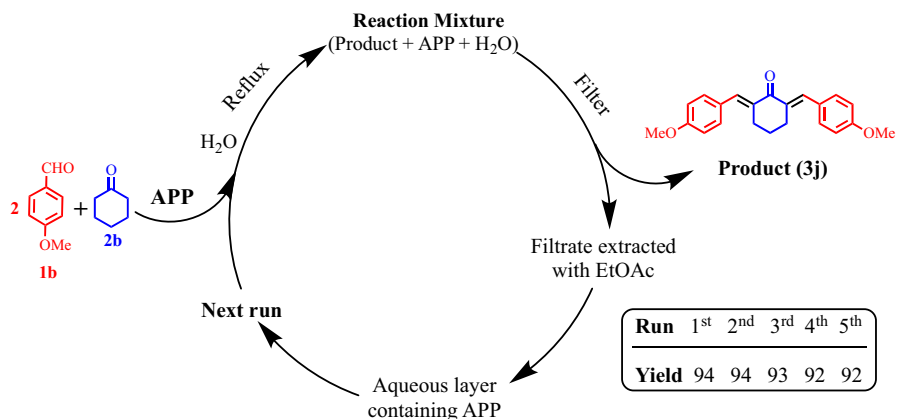 Reaction Mixture
(Product + APP + H₂O)
Reflux
H₂O
Filter
O
MeO
OMe
Product (3j)
CHO
2
OMe
1b
+
O
2b
APP
Filtrate extracted
with EtOAc
Next run
Aqueous layer
containing APP
Run 1ˢᵗ 2ⁿᵈ 3ʳᵈ 4ᵗʰ 5ᵗʰ
Yield 94 94 93 92 92